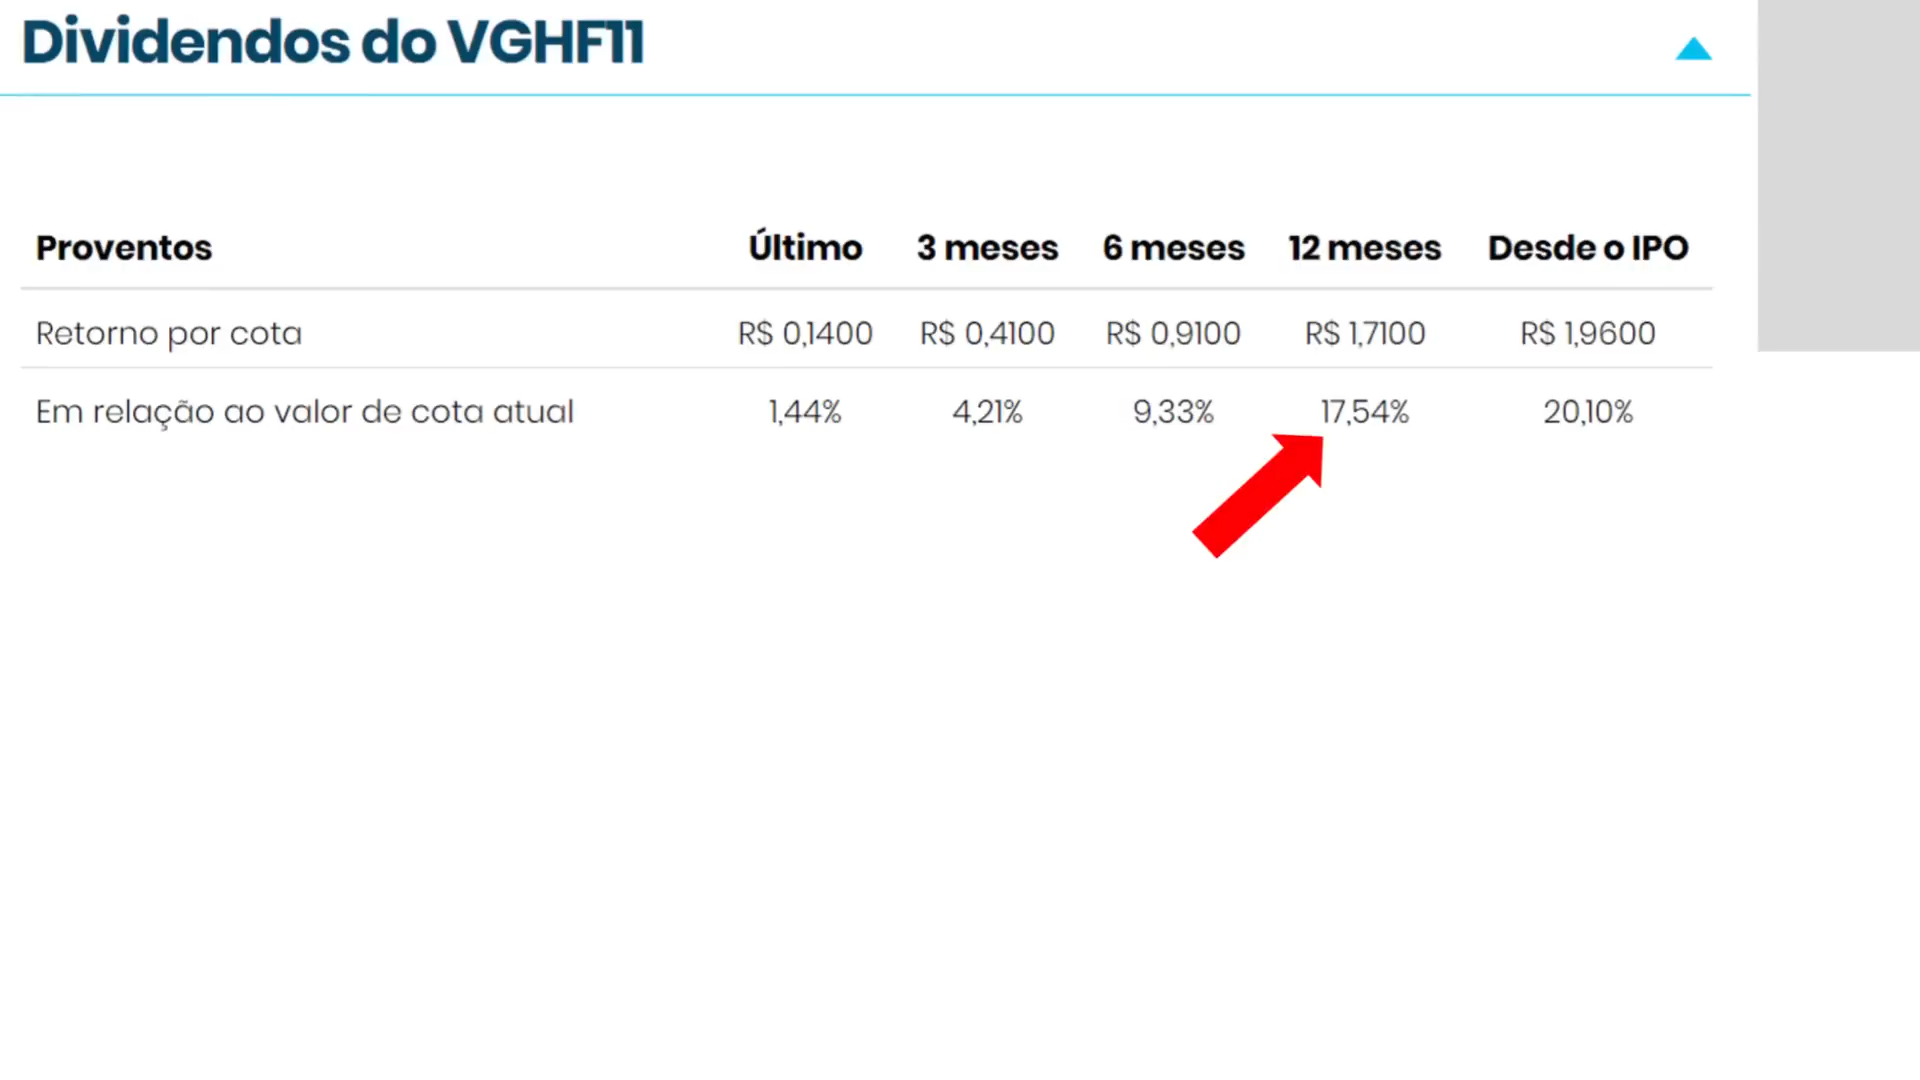 Dividendos do VGHF11
Proventos Último 3 meses 6 meses 12 meses Desde o IPO
Retorno por cota R$ 0,1400 R$ 0,4100 R$ 0,9100 R$ 1,7100 R$ 1,9600
Em relação ao valor de cota atual 1,44% 4,21% 9,33% 17,54% 20,10%